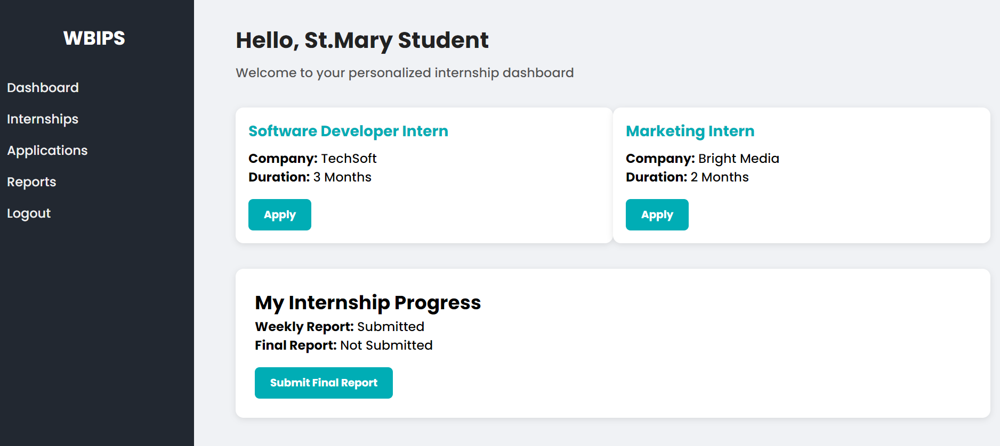 WBIPS
Dashboard
Internships
Applications
Reports
Logout
Hello, St.Mary Student
Welcome to your personalized internship dashboard
Software Developer Intern
Company: TechSoft
Duration: 3 Months
Apply
Marketing Intern
Company: Bright Media
Duration: 2 Months
Apply
My Internship Progress
Weekly Report: Submitted
Final Report: Not Submitted
Submit Final Report